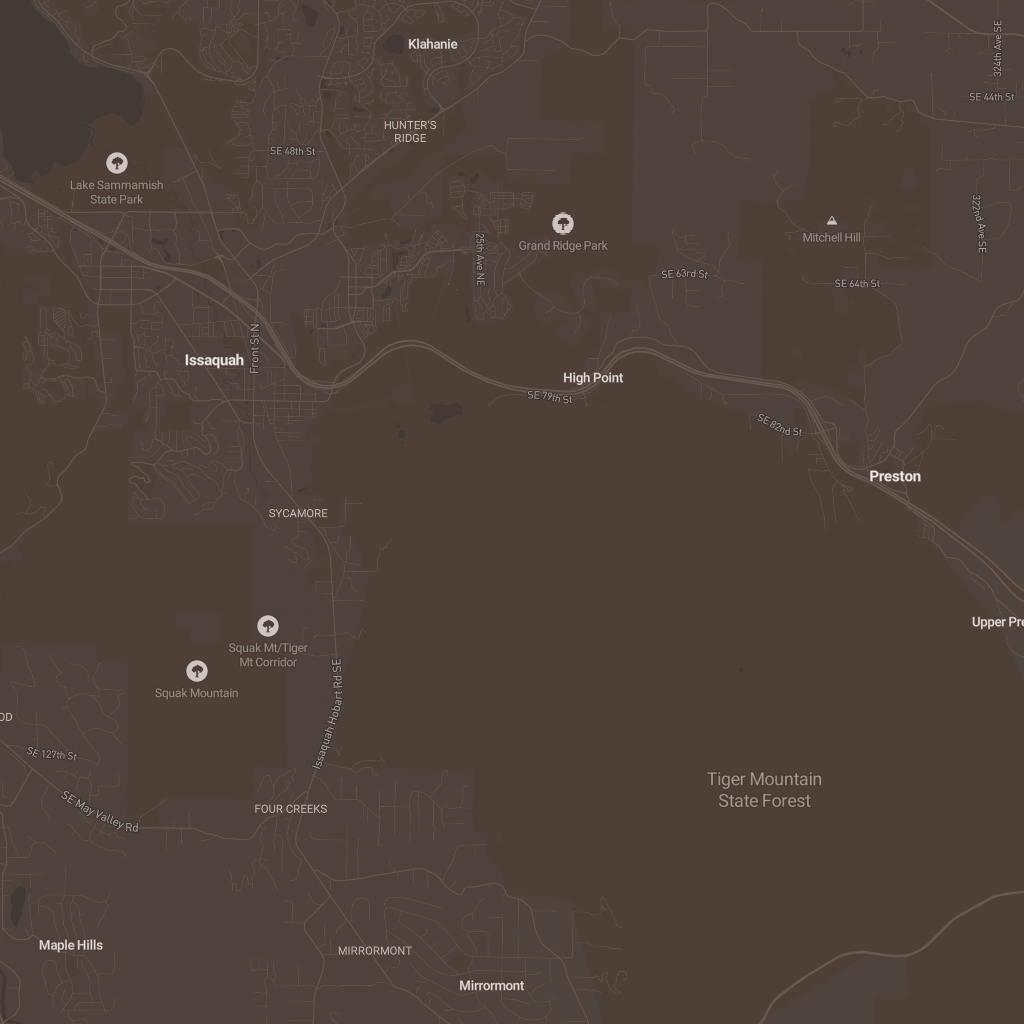 Klahanie
324th Ave SE
SE 44th St
HUNTER'S
RIDGE
SE 48th St
Lake Sammamish
State Park
322nd Ave SE
Grand Ridge Park
Mitchell Hill
25th Ave NE
SE 63rd St
SE 64th St
Front St N
Issaquah
High Point
SE 79th St
SE 82nd St
Preston
SYCAMORE
Upper Pre
Squak Mt/Tiger
Mt Corridor
Squak Mountain
Issaquah Hobart Rd SE
OD
SE 127th St
Tiger Mountain
State Forest
SE May Valley Rd
FOUR CREEKS
Maple Hills
MIRRORMONT
Mirrormont